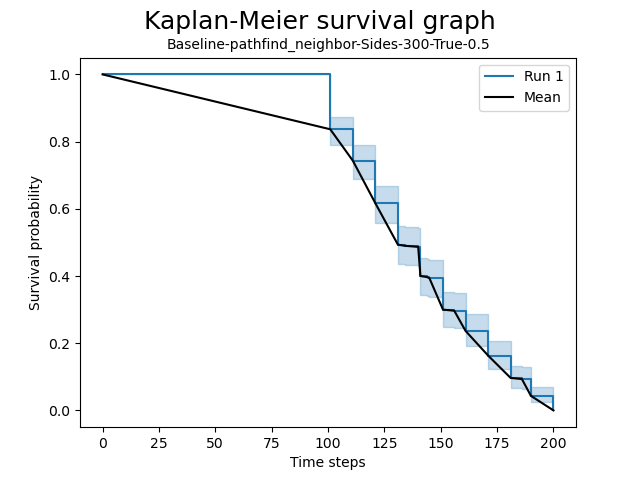 Kaplan-Meier survival graph
Baseline-pathfind_neighbor-Sides-300-True-0.5
Run 1
Mean
Survival probability
1.0
0.8
0.6
0.4
0.2
0.0
0 25 50 75 100 125 150 175 200
Time steps